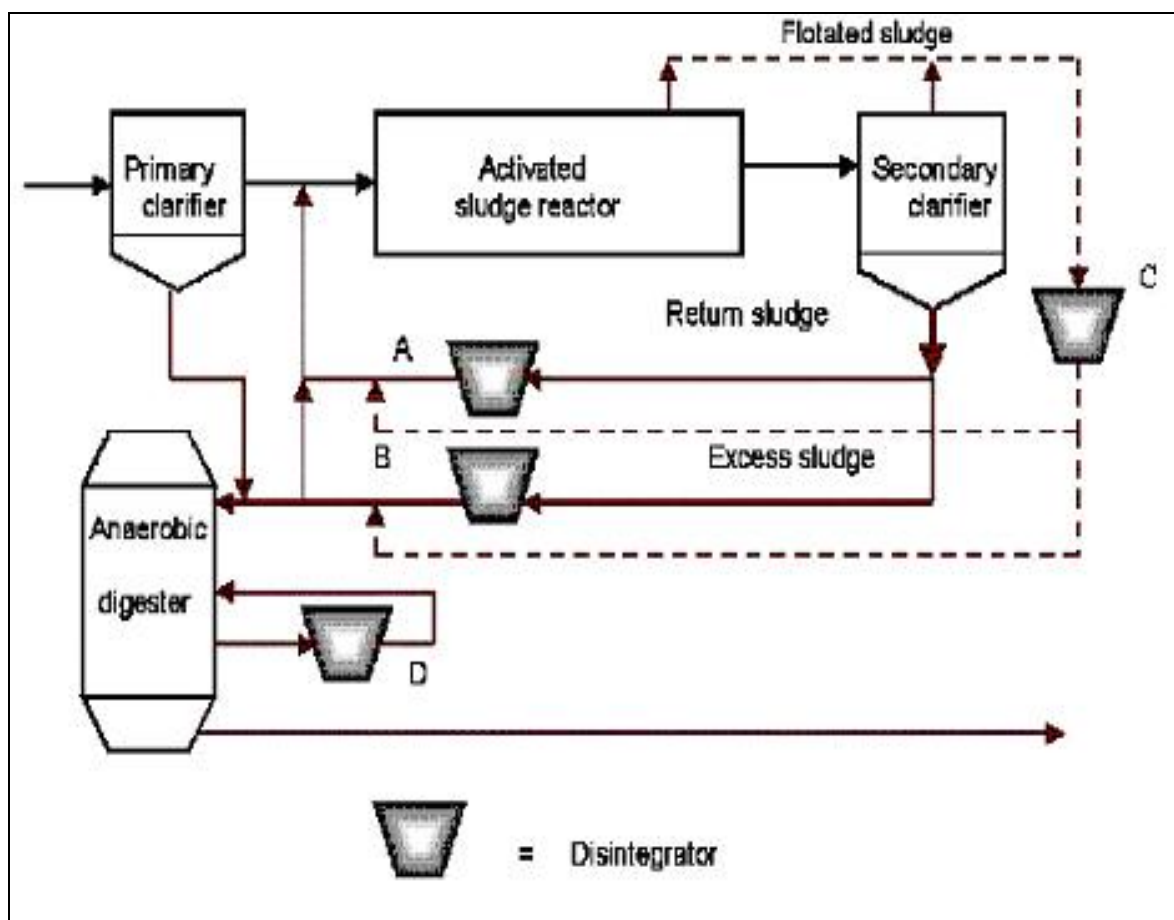 Flotated sludge
Primary
clarifier
Activated
sludge reactor
Secondary
clarifier
C
Return sludge
A
B
Excess sludge
Anaerobic
digester
D
= Disintegrator